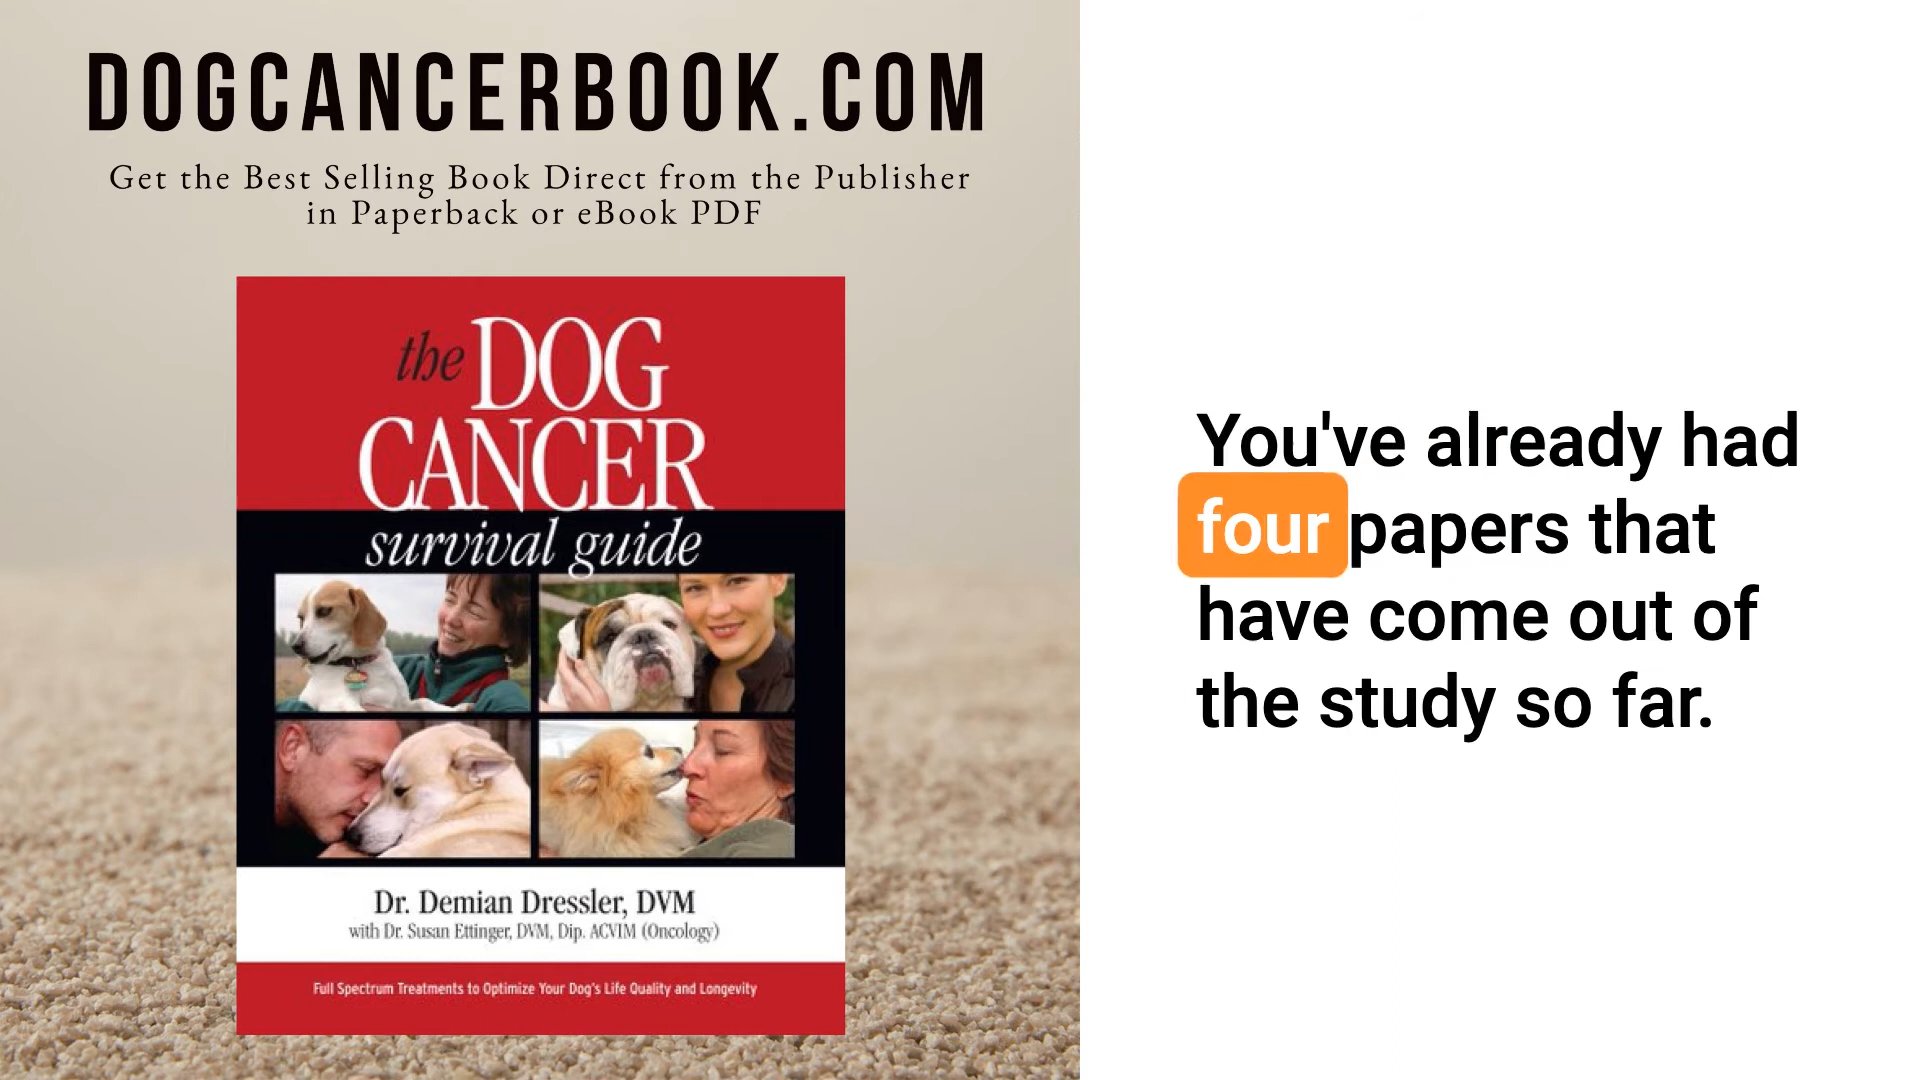 DOGCANCERBOOK.COM
Get the Best Selling Book Direct from the Publisher
in Paperback or eBook PDF
the DOG
CANCER
survival guide
Dr. Demian Dressler, DVM
with Dr. Susan Ettinger, DVM, Dip. ACVIM (Oncology)
Full Spectrum Treatments to Optimize Your Dog's Life Quality and Longevity
You've already had
four papers that
have come out of
the study so far.